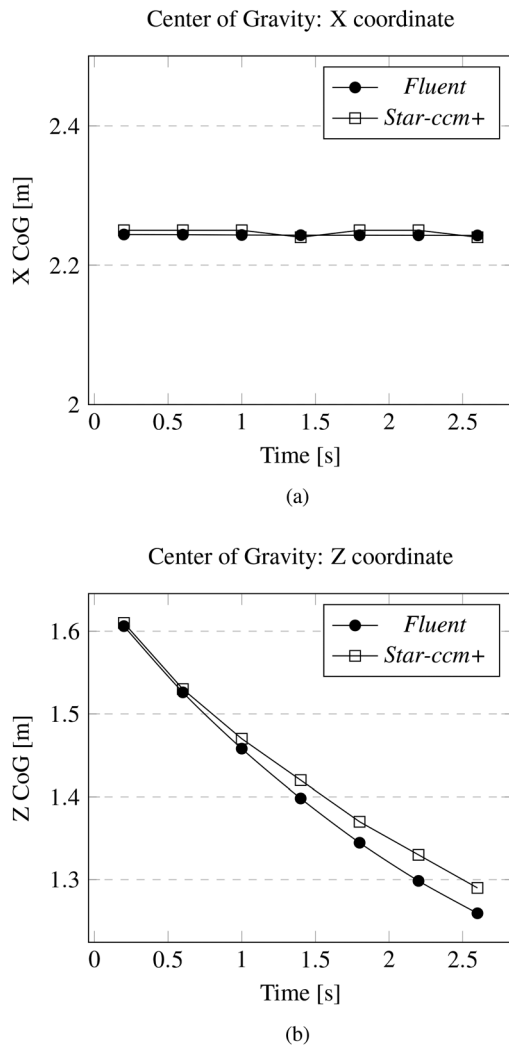 Center of Gravity: X coordinate
Fluent
Star-ccm+
2.4
2.2
2
X CoG [m]
0 0.5 1 1.5 2 2.5
Time [s]
(a)
Center of Gravity: Z coordinate
Fluent
Star-ccm+
1.6
1.5
1.4
1.3
Z CoG [m]
0 0.5 1 1.5 2 2.5
Time [s]
(b)